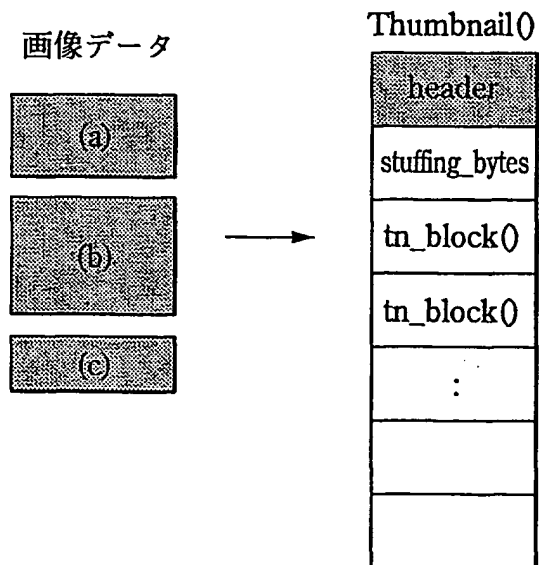 画像データ
(a)
(b)
(c)
Thumbnail()
header
stuffing_bytes
tn_block()
tn_block()
: